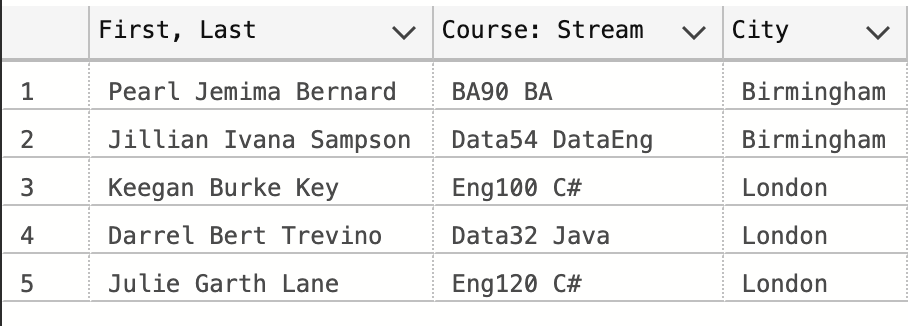 First, Last Course: Stream City
1 Pearl Jemima Bernard BA90 BA Birmingham
2 Jillian Ivana Sampson Data54 DataEng Birmingham
3 Keegan Burke Key Eng100 C# London
4 Darrel Bert Trevino Data32 Java London
5 Julie Garth Lane Eng120 C# London